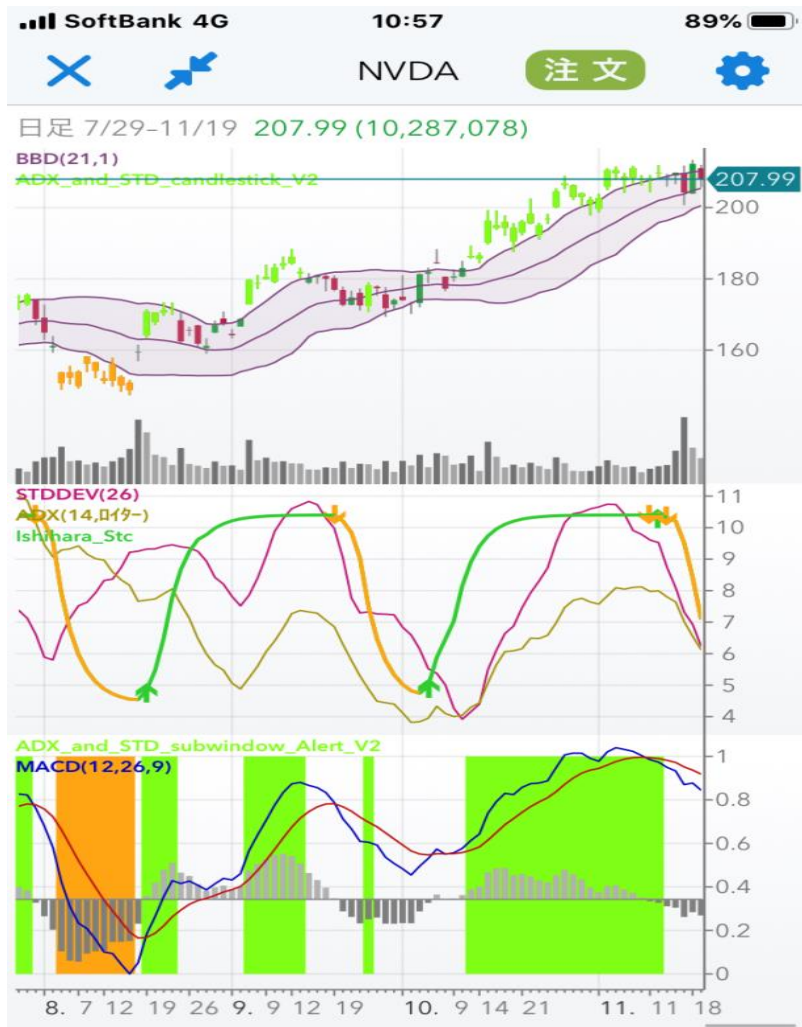 SoftBank 4G 10:57 89%
NVDA 注文
日足 7/29-11/19 207.99 (10,287,078)
BBD(21,1)
ADX_and_STD_candlestick_V2
207.99
200
180
160
STDDEV(26)
ADX(14,ﾛｲﾀｰ)
Ishihara_Stc
11
10
9
8
7
6
5
4
ADX_and_STD_subwindow_Alert_V2
MACD(12,26,9)
1
0.8
0.6
0.4
0.2
0
8. 7 12 19 26 9. 9 12 19 10. 9 14 21 11. 11 18